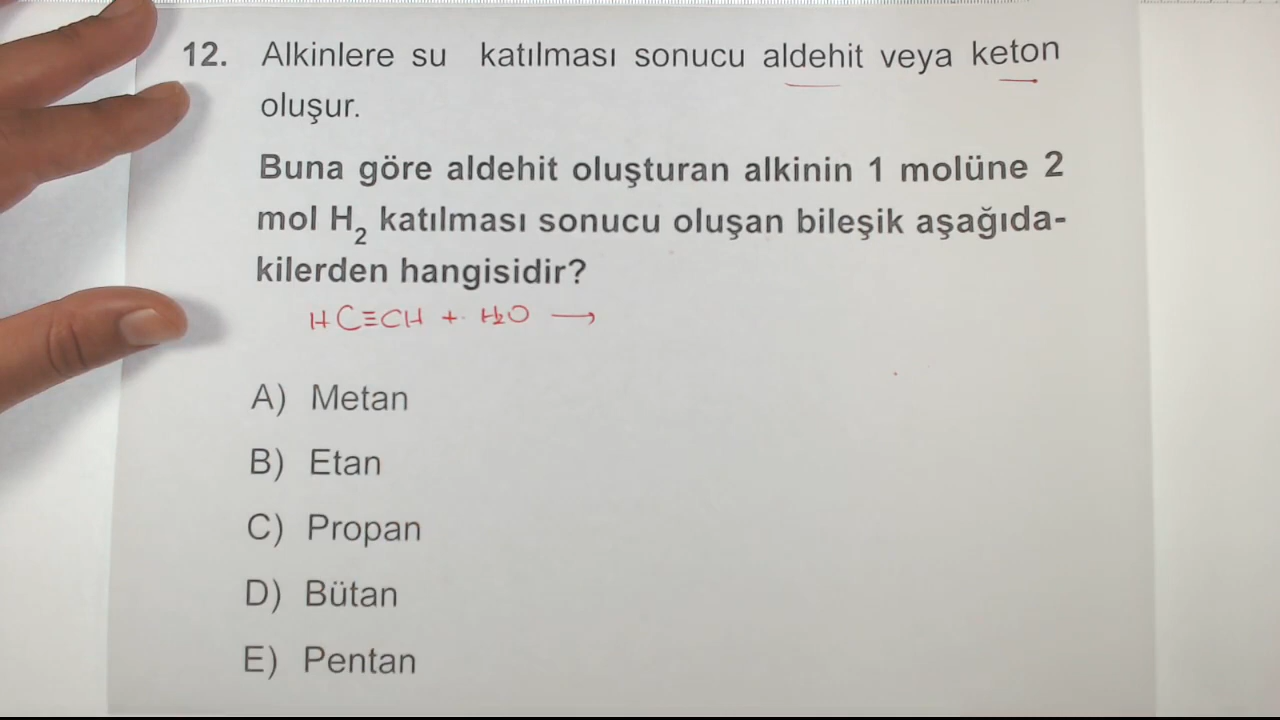 12. Alkinlere su katılması sonucu aldehit veya keton
oluşur.
Buna göre aldehit oluşturan alkinin 1 molüne 2
mol H₂ katılması sonucu oluşan bileşik aşağıda-
kilerden hangisidir?
HC≡CH + H₂O →
A) Metan
B) Etan
C) Propan
D) Bütan
E) Pentan